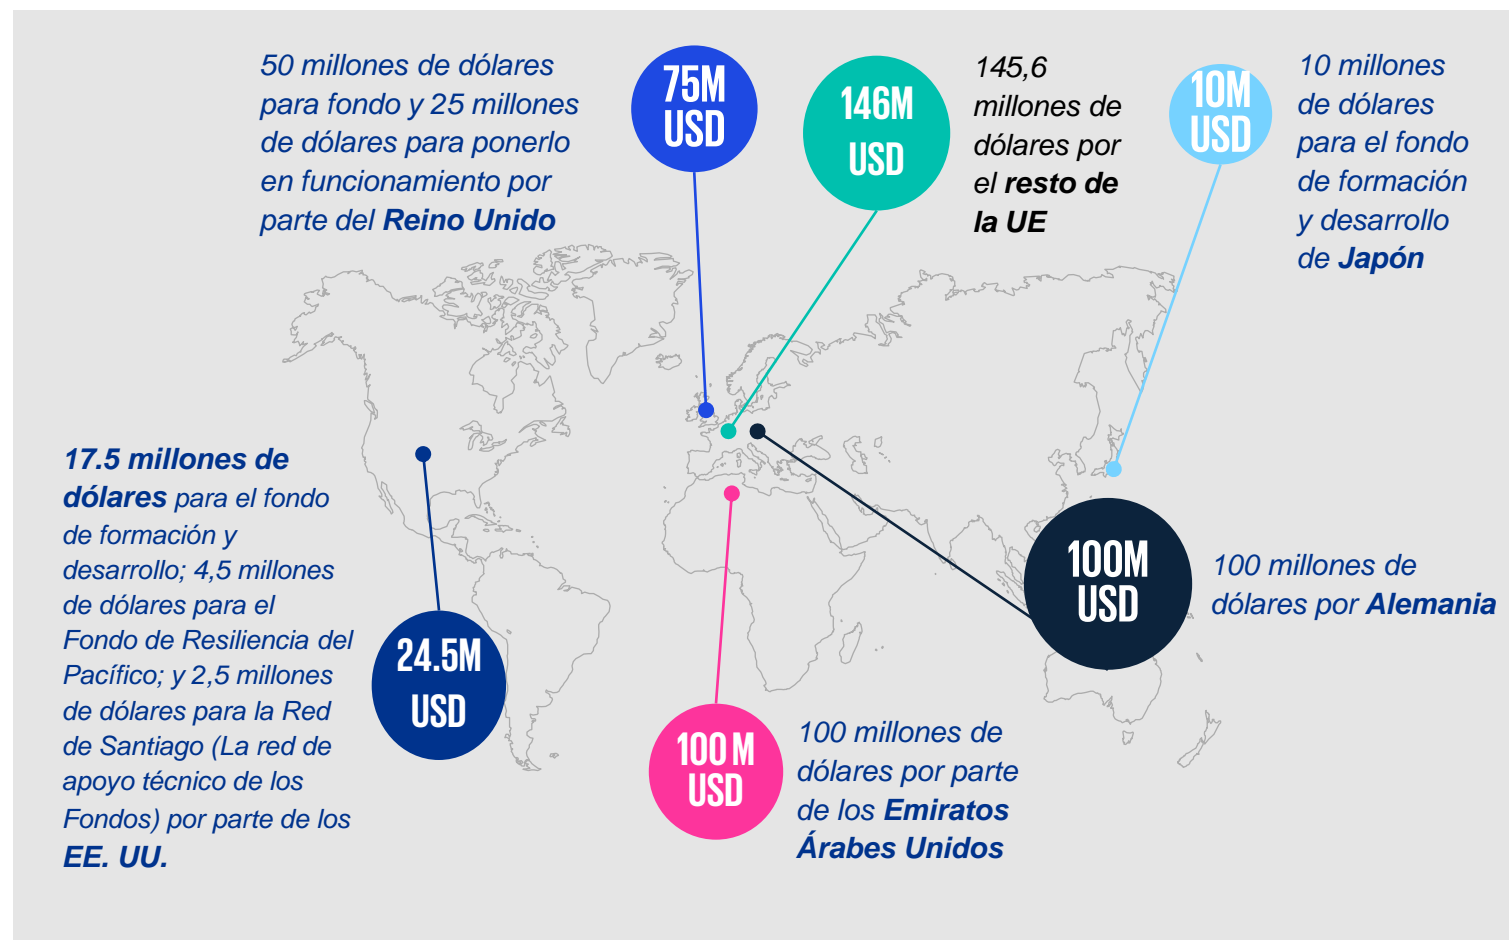 50 millones de dólares
para fondo y 25 millones
de dólares para ponerlo
en funcionamiento por
parte del Reino Unido
75M
USD
146M
USD
145,6
millones de
dólares por
el resto de
la UE
10M
USD
10 millones
de dólares
para el fondo
de formación
y desarrollo
de Japón
17.5 millones de
dólares para el fondo
de formación y
desarrollo; 4,5 millones
de dólares para el
Fondo de Resiliencia del
Pacífico; y 2,5 millones
de dólares para la Red
de Santiago (La red de
apoyo técnico de los
Fondos) por parte de los
EE. UU.
24.5M
USD
100 M
USD
100 millones de
dólares por parte
de los Emiratos
Árabes Unidos
100M
USD
100 millones de
dólares por Alemania